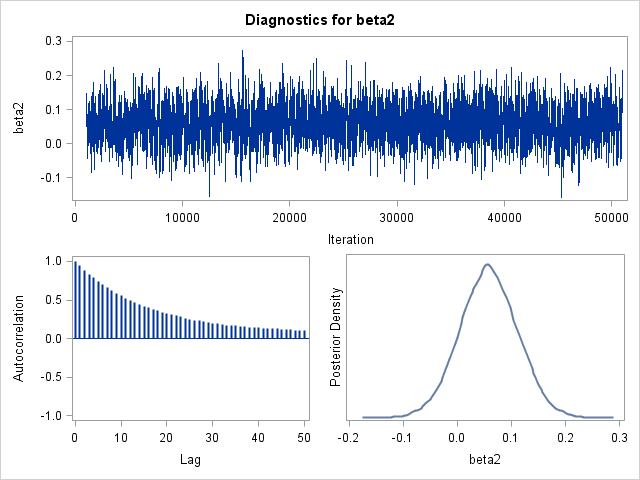 Diagnostics for beta2
0.3
0.2
0.1
0.0
-0.1
beta2
0 10000 20000 30000 40000 50000
Iteration
1.0
0.5
0.0
-0.5
-1.0
Autocorrelation
0 10 20 30 40 50
Lag
Posterior Density
-0.2 -0.1 0.0 0.1 0.2 0.3
beta2